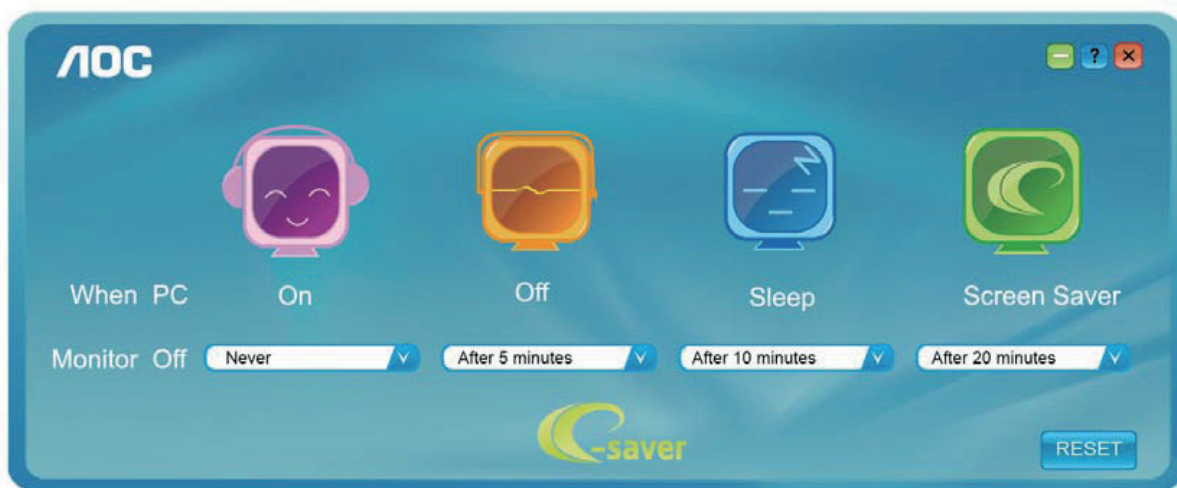 AOC
?
When PC On Off Sleep Screen Saver
Monitor Off Never After 5 minutes After 10 minutes After 20 minutes
e-saver
RESET